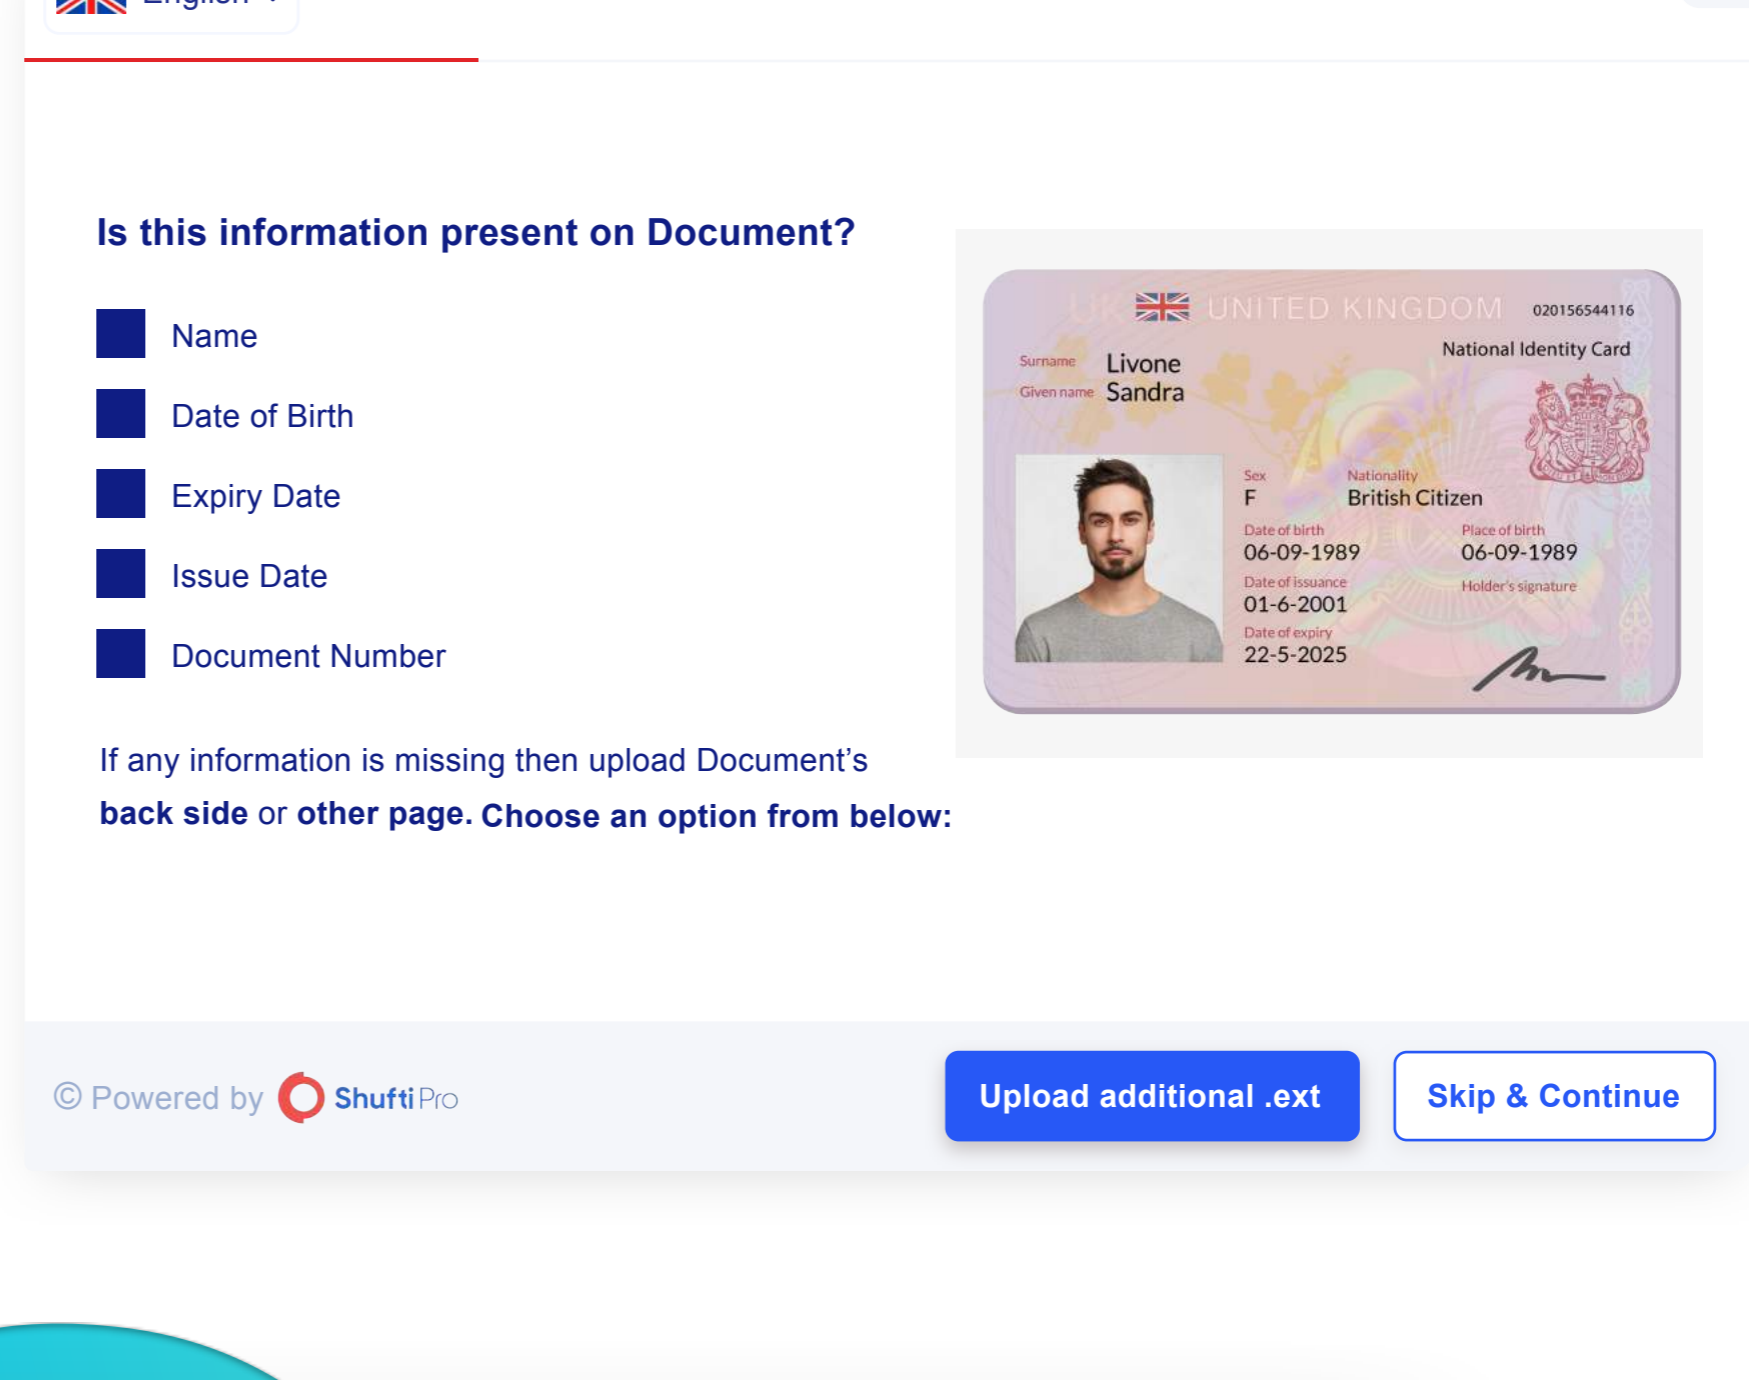 English
Is this information present on Document?
Name
Date of Birth
Expiry Date
Issue Date
Document Number
If any information is missing then upload Document’s
back side or other page. Choose an option from below:
UK UNITED KINGDOM 020156544116
National Identity Card
Surname Livone
Given name Sandra
Sex Nationality
F British Citizen
Date of birth Place of birth
06-09-1989 06-09-1989
Date of issuance Holder's signature
01-6-2001
Date of expiry
22-5-2025
© Powered by Shufti Pro
Upload additional .ext
Skip & Continue